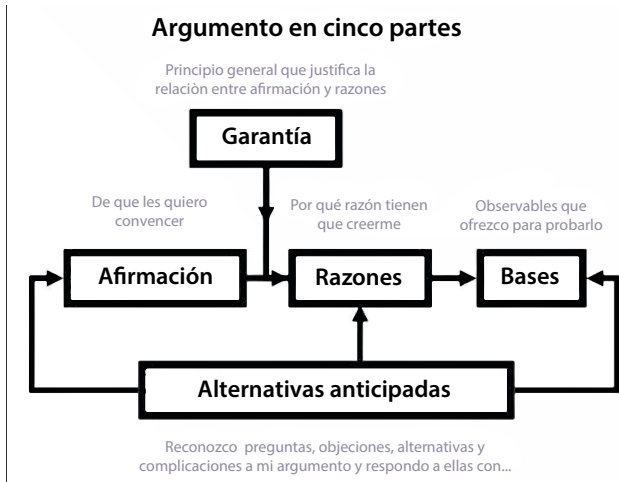 Argumento en cinco partes
Principio general que justifica la
relaciòn entre afirmación y razones
Garantía
De que les quiero
convencer
Por qué razón tienen
que creerme
Observables que
ofrezco para probarlo
Afirmación
Razones
Bases
Alternativas anticipadas
Reconozco preguntas, objeciones, alternativas y
complicaciones a mi argumento y respondo a ellas con...